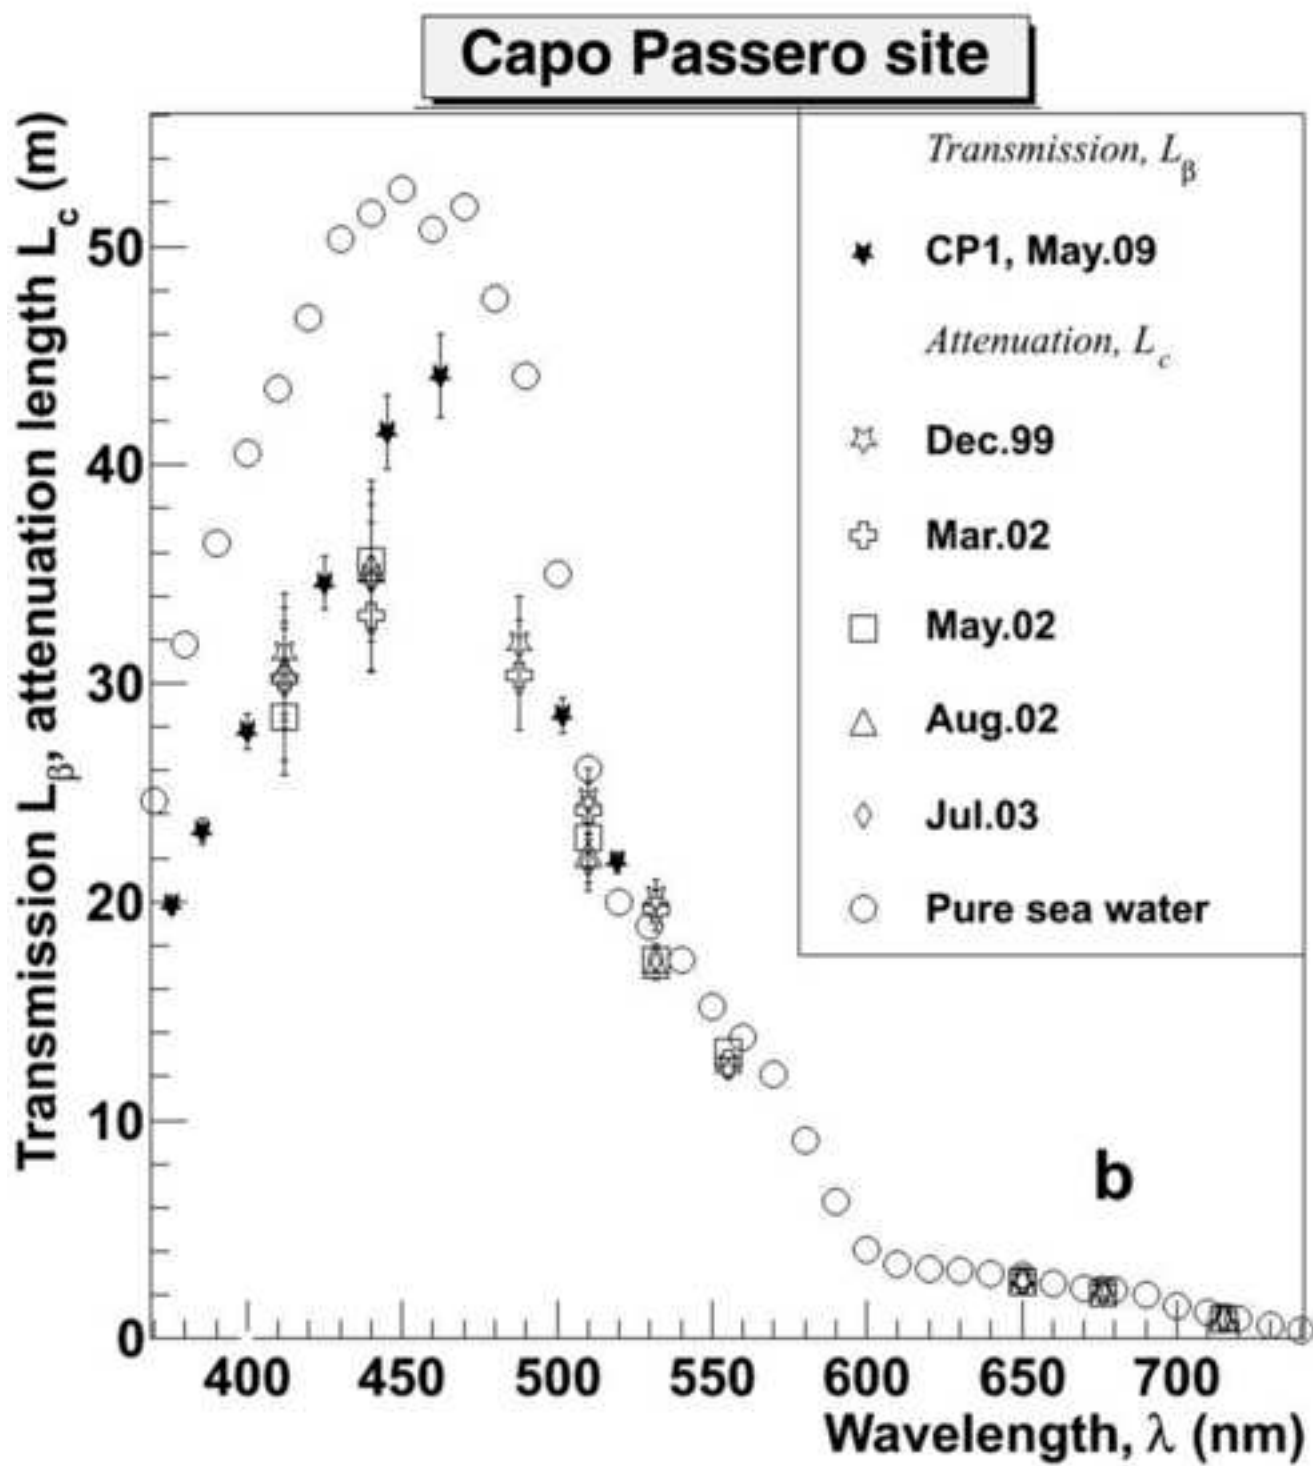 Capo Passero site
Transmission Lβ, attenuation length Lc (m)
50
40
30
20
10
0
Transmission, Lβ
CP1, May.09
Attenuation, Lc
Dec.99
Mar.02
May.02
Aug.02
Jul.03
Pure sea water
b
400 450 500 550 600 650 700
Wavelength, λ (nm)